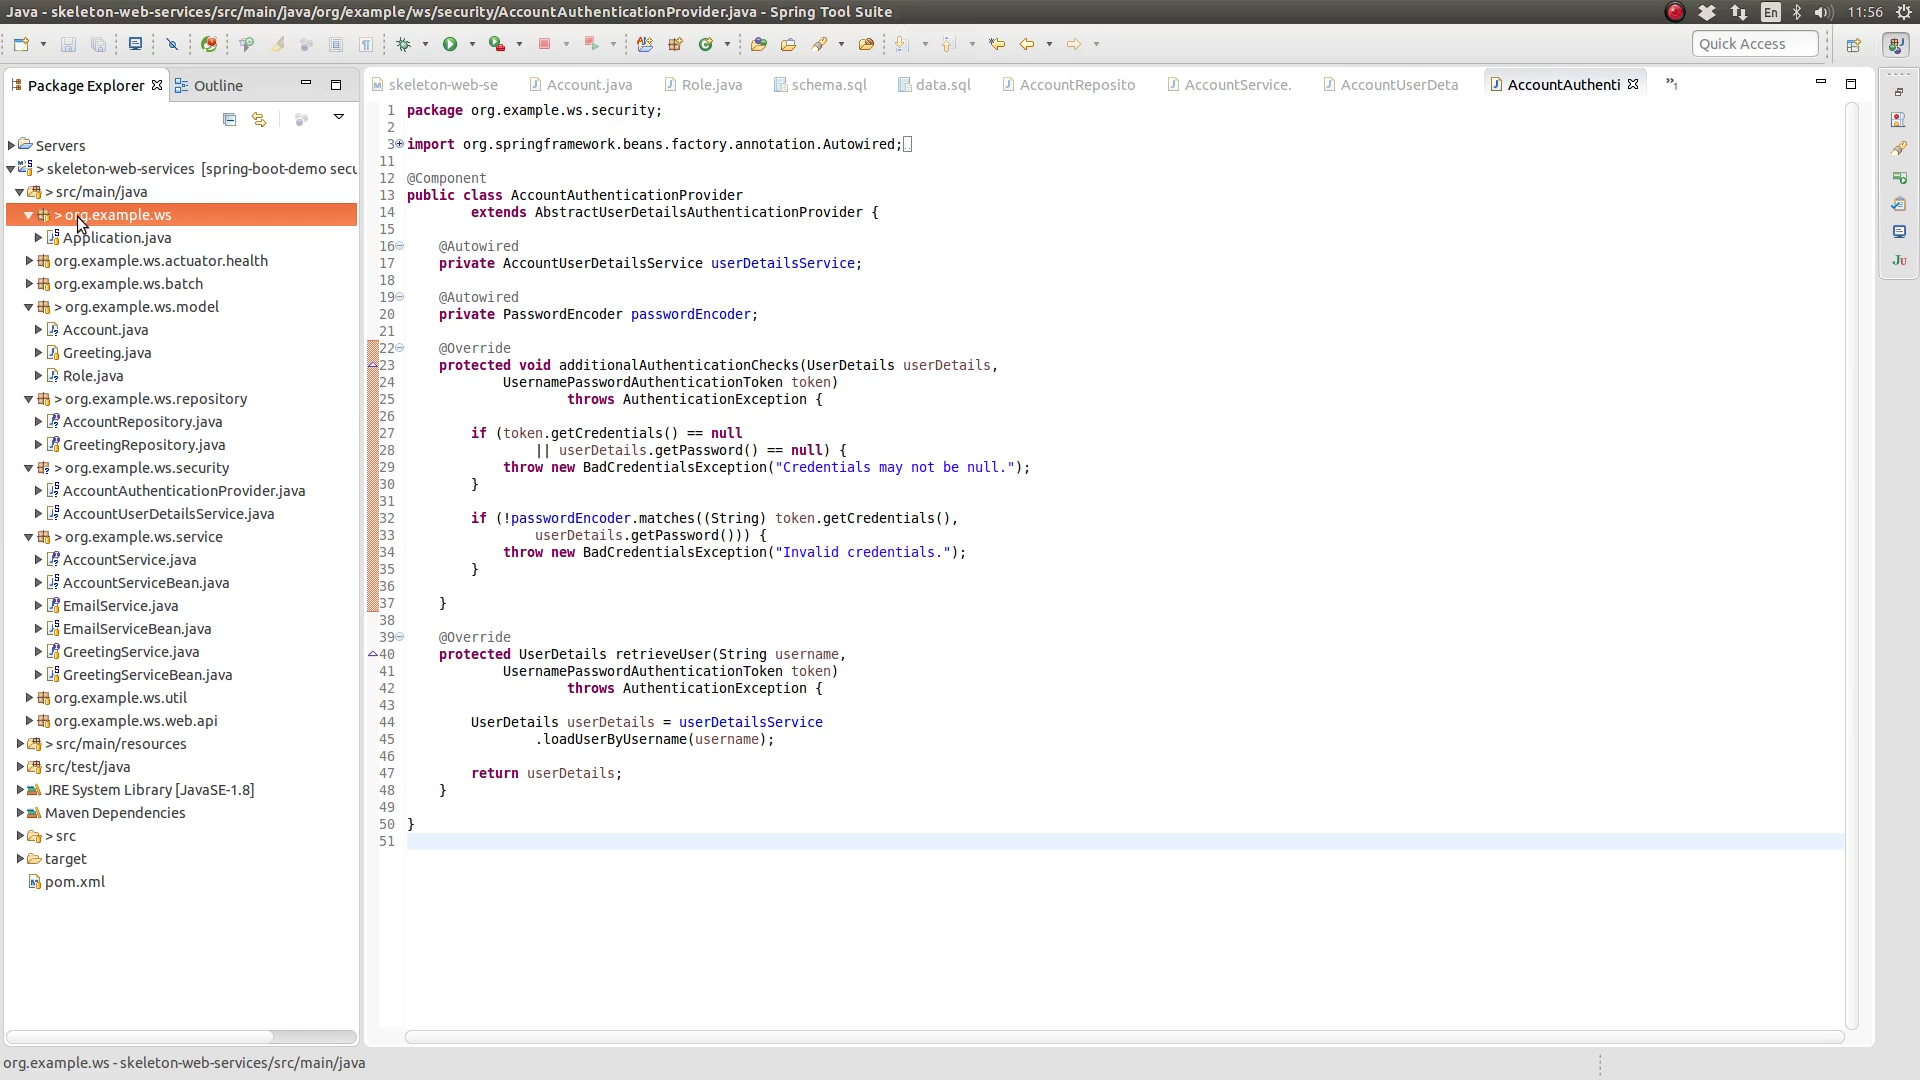 Java - skeleton-web-services/src/main/java/org/example/ws/security/AccountAuthenticationProvider.java - Spring Tool Suite
En
11:56
Quick Access
Package Explorer
Outline
skeleton-web-se
Account.java
Role.java
schema.sql
data.sql
AccountReposito
AccountService.
AccountUserDeta
AccountAuthenti
»1
Servers
> skeleton-web-services [spring-boot-demo secu
> src/main/java
> org.example.ws
Application.java
org.example.ws.actuator.health
org.example.ws.batch
> org.example.ws.model
Account.java
Greeting.java
Role.java
> org.example.ws.repository
AccountRepository.java
GreetingRepository.java
> org.example.ws.security
AccountAuthenticationProvider.java
AccountUserDetailsService.java
> org.example.ws.service
AccountService.java
AccountServiceBean.java
EmailService.java
EmailServiceBean.java
GreetingService.java
GreetingServiceBean.java
org.example.ws.util
org.example.ws.web.api
> src/main/resources
src/test/java
JRE System Library [JavaSE-1.8]
Maven Dependencies
> src
target
pom.xml
1 package org.example.ws.security;
2
3 import org.springframework.beans.factory.annotation.Autowired;
11
12 @Component
13 public class AccountAuthenticationProvider
14 extends AbstractUserDetailsAuthenticationProvider {
15
16 @Autowired
17 private AccountUserDetailsService userDetailsService;
18
19 @Autowired
20 private PasswordEncoder passwordEncoder;
21
22 @Override
23 protected void additionalAuthenticationChecks(UserDetails userDetails,
24 UsernamePasswordAuthenticationToken token)
25 throws AuthenticationException {
26
27 if (token.getCredentials() == null
28 || userDetails.getPassword() == null) {
29 throw new BadCredentialsException("Credentials may not be null.");
30 }
31
32 if (!passwordEncoder.matches((String) token.getCredentials(),
33 userDetails.getPassword())) {
34 throw new BadCredentialsException("Invalid credentials.");
35 }
36
37 }
38
39 @Override
40 protected UserDetails retrieveUser(String username,
41 UsernamePasswordAuthenticationToken token)
42 throws AuthenticationException {
43
44 UserDetails userDetails = userDetailsService
45 .loadUserByUsername(username);
46
47 return userDetails;
48 }
49
50 }
51
JU
org.example.ws - skeleton-web-services/src/main/java